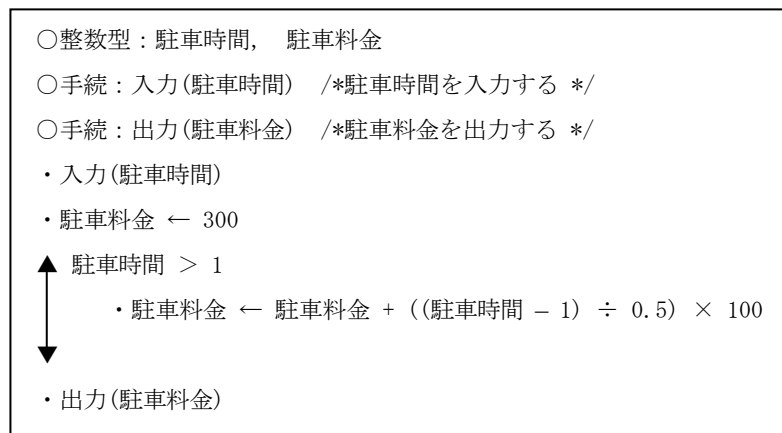 ○整数型：駐車時間,　駐車料金
○手続：入力(駐車時間)　/*駐車時間を入力する */
○手続：出力(駐車料金)　/*駐車料金を出力する */
・入力(駐車時間)
・駐車料金 ← 300
駐車時間 > 1
・駐車料金 ← 駐車料金 + ((駐車時間 – 1) ÷ 0.5) × 100
・出力(駐車料金)